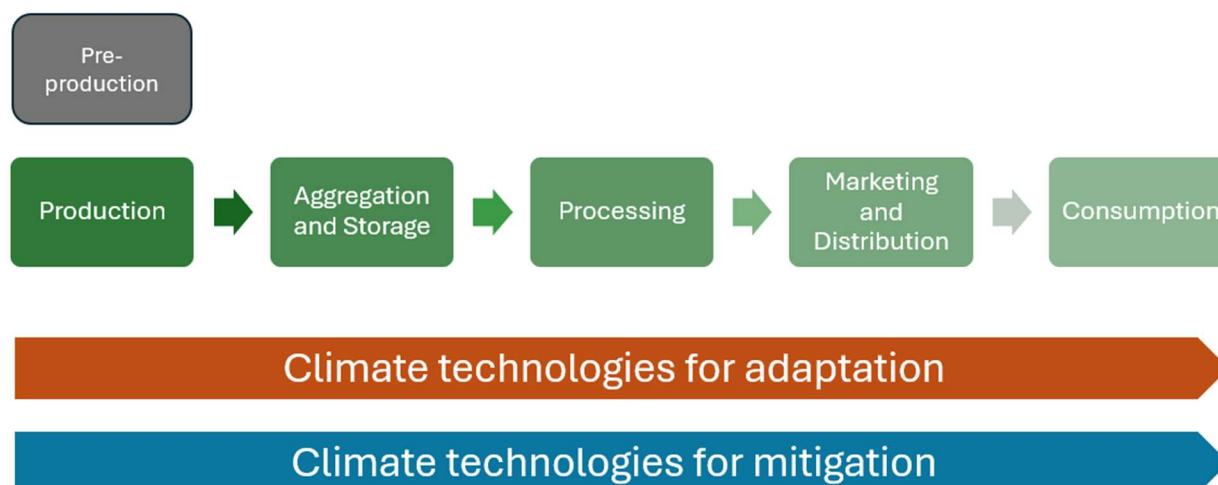 Pre-
production
Production
Aggregation
and Storage
Processing
Marketing
and
Distribution
Consumption
Climate technologies for adaptation
Climate technologies for mitigation